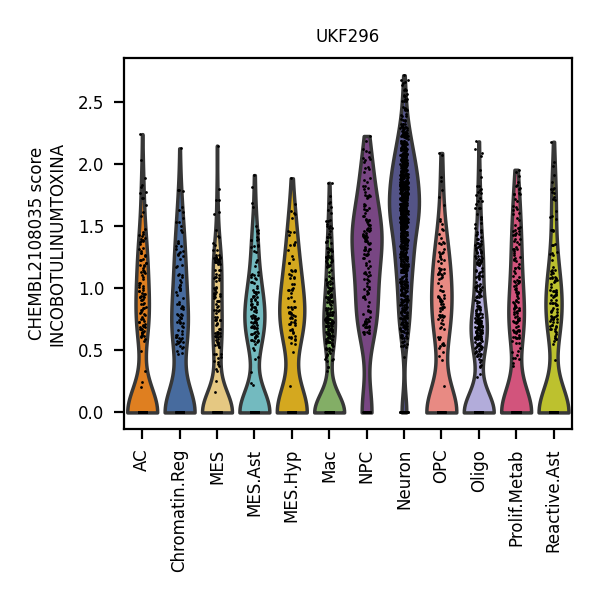 UKF296
CHEMBL2108035 score
INCOBOTULINUMTOXINA
2.5
2.0
1.5
1.0
0.5
0.0
AC
Chromatin.Reg
MES
MES.Ast
MES.Hyp
Mac
NPC
Neuron
OPC
Oligo
Prolif.Metab
Reactive.Ast